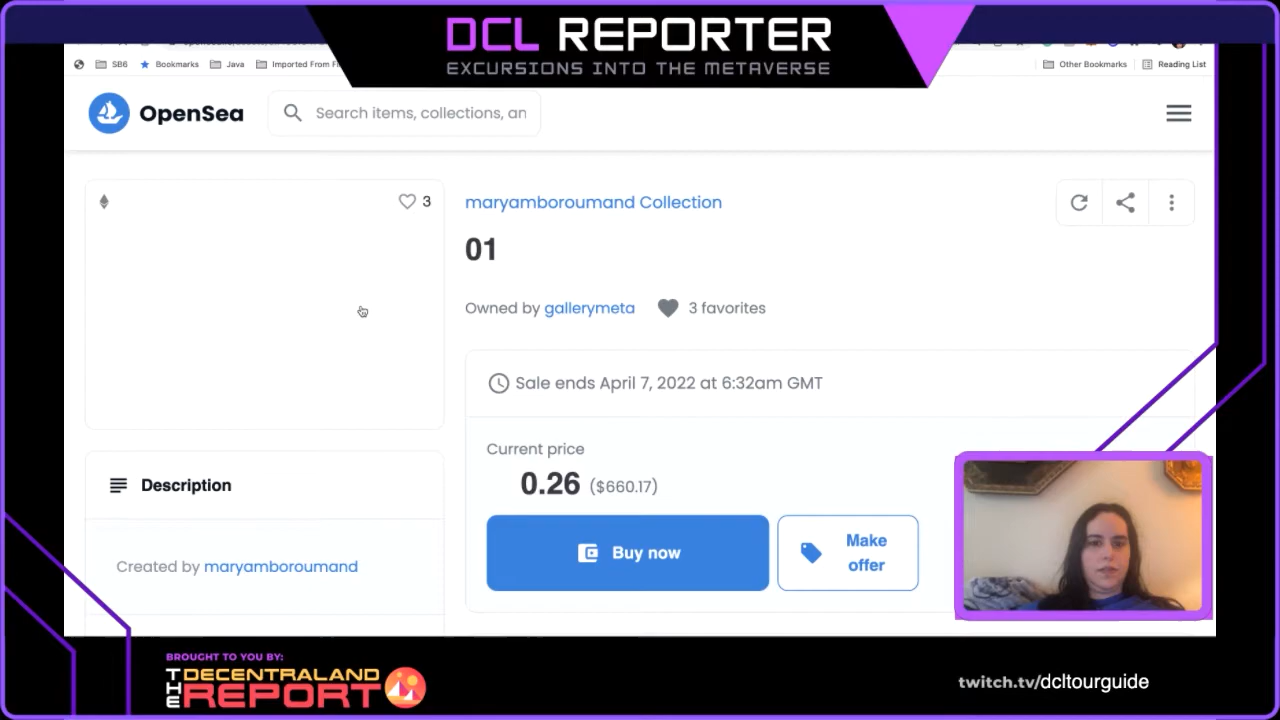 DCL REPORTER
EXCURSIONS INTO THE METAVERSE
SB6 Bookmarks Java Imported From Fi
Other Bookmarks Reading List
OpenSea
Search items, collections, an
3
maryamboroumand Collection
01
Owned by gallerymeta 3 favorites
Sale ends April 7, 2022 at 6:32am GMT
Current price
0.26 ($660.17)
Buy now
Make
offer
Description
Created by maryamboroumand
BROUGHT TO YOU BY:
THE DECENTRALAND
REPORT
twitch.tv/dcltourguide